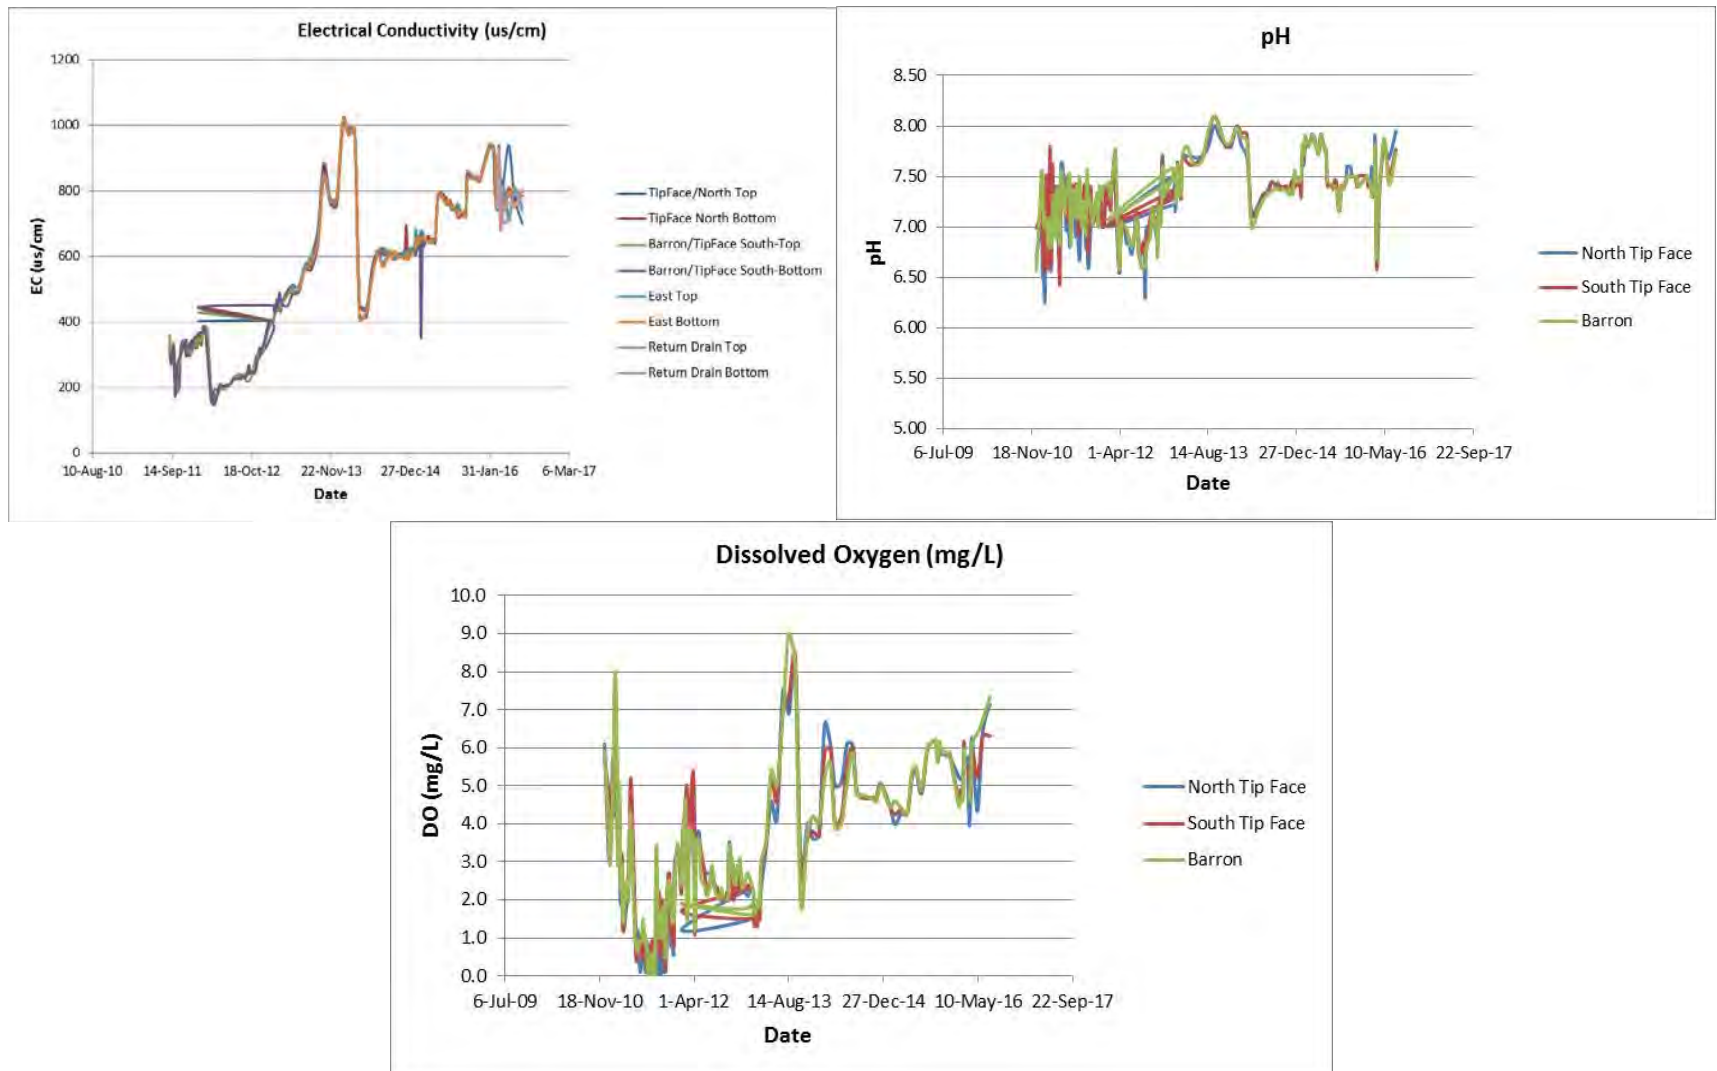 Electrical Conductivity (us/cm)
1200
1000
800
600
400
200
0
EC (us/cm)
10-Aug-10 14-Sep-11 18-Oct-12 22-Nov-13 27-Dec-14 31-Jan-16 6-Mar-17
Date
TipFace/North Top
TipFace North Bottom
Barron/TipFace South-Top
Barron/TipFace South-Bottom
East Top
East Bottom
Return Drain Top
Return Drain Bottom
pH
8.50
8.00
7.50
7.00
6.50
6.00
5.50
5.00
pH
6-Jul-09 18-Nov-10 1-Apr-12 14-Aug-13 27-Dec-14 10-May-16 22-Sep-17
Date
North Tip Face
South Tip Face
Barron
Dissolved Oxygen (mg/L)
10.0
9.0
8.0
7.0
6.0
5.0
4.0
3.0
2.0
1.0
0.0
DO (mg/L)
6-Jul-09 18-Nov-10 1-Apr-12 14-Aug-13 27-Dec-14 10-May-16 22-Sep-17
Date
North Tip Face
South Tip Face
Barron